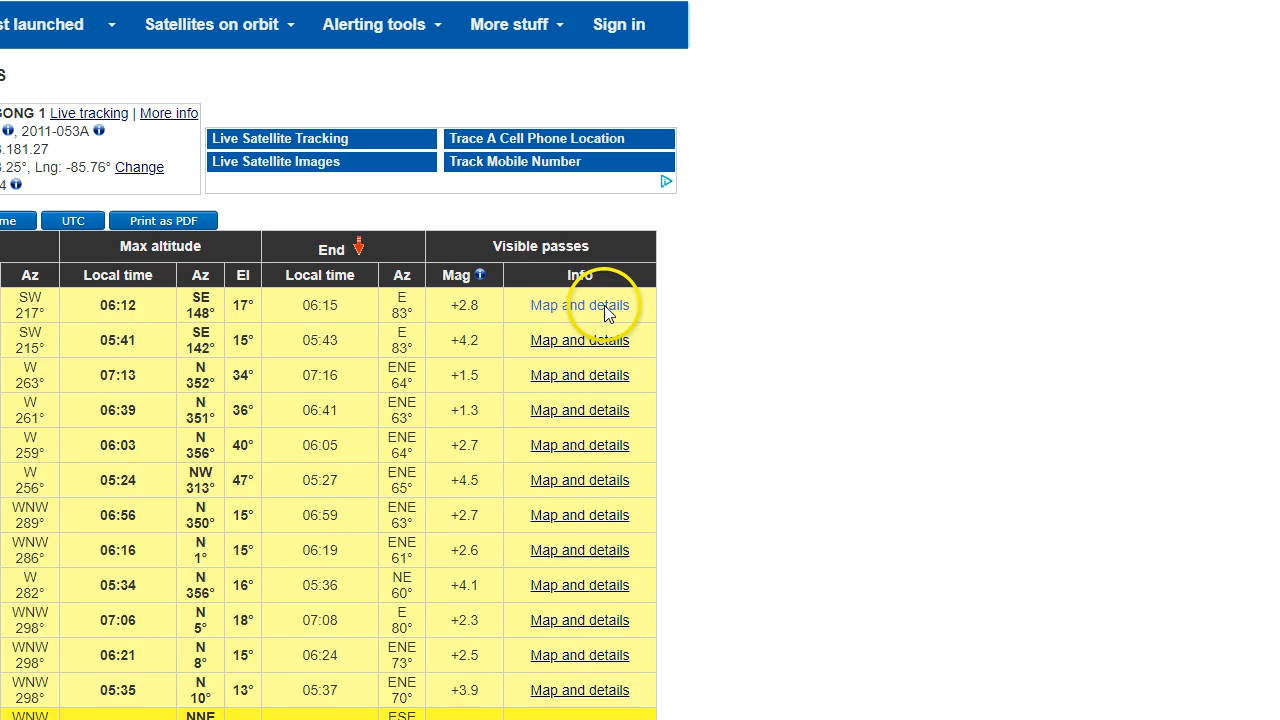 st launched Satellites on orbit Alerting tools More stuff Sign in
S
GONG 1 Live tracking | More info
, 2011-053A
.181.27
.25°, Lng: -85.76° Change
4
Live Satellite Tracking Trace A Cell Phone Location
Live Satellite Images Track Mobile Number
me UTC Print as PDF
Max altitude End Visible passes
Az Local time Az El Local time Az Mag Info
SW 217° 06:12 SE 148° 17° 06:15 E 83° +2.8 Map and details
SW 215° 05:41 SE 142° 15° 05:43 E 83° +4.2 Map and details
W 263° 07:13 N 352° 34° 07:16 ENE 64° +1.5 Map and details
W 261° 06:39 N 351° 36° 06:41 ENE 63° +1.3 Map and details
W 259° 06:03 N 356° 40° 06:05 ENE 64° +2.7 Map and details
W 256° 05:24 NW 313° 47° 05:27 ENE 65° +4.5 Map and details
WNW 289° 06:56 N 350° 15° 06:59 ENE 63° +2.7 Map and details
WNW 286° 06:16 N 1° 15° 06:19 ENE 61° +2.6 Map and details
W 282° 05:34 N 356° 16° 05:36 NE 60° +4.1 Map and details
WNW 298° 07:06 N 5° 18° 07:08 E 80° +2.3 Map and details
WNW 298° 06:21 N 8° 15° 06:24 ENE 73° +2.5 Map and details
WNW 298° 05:35 N 10° 13° 05:37 ENE 70° +3.9 Map and details
WNW NNE ESE